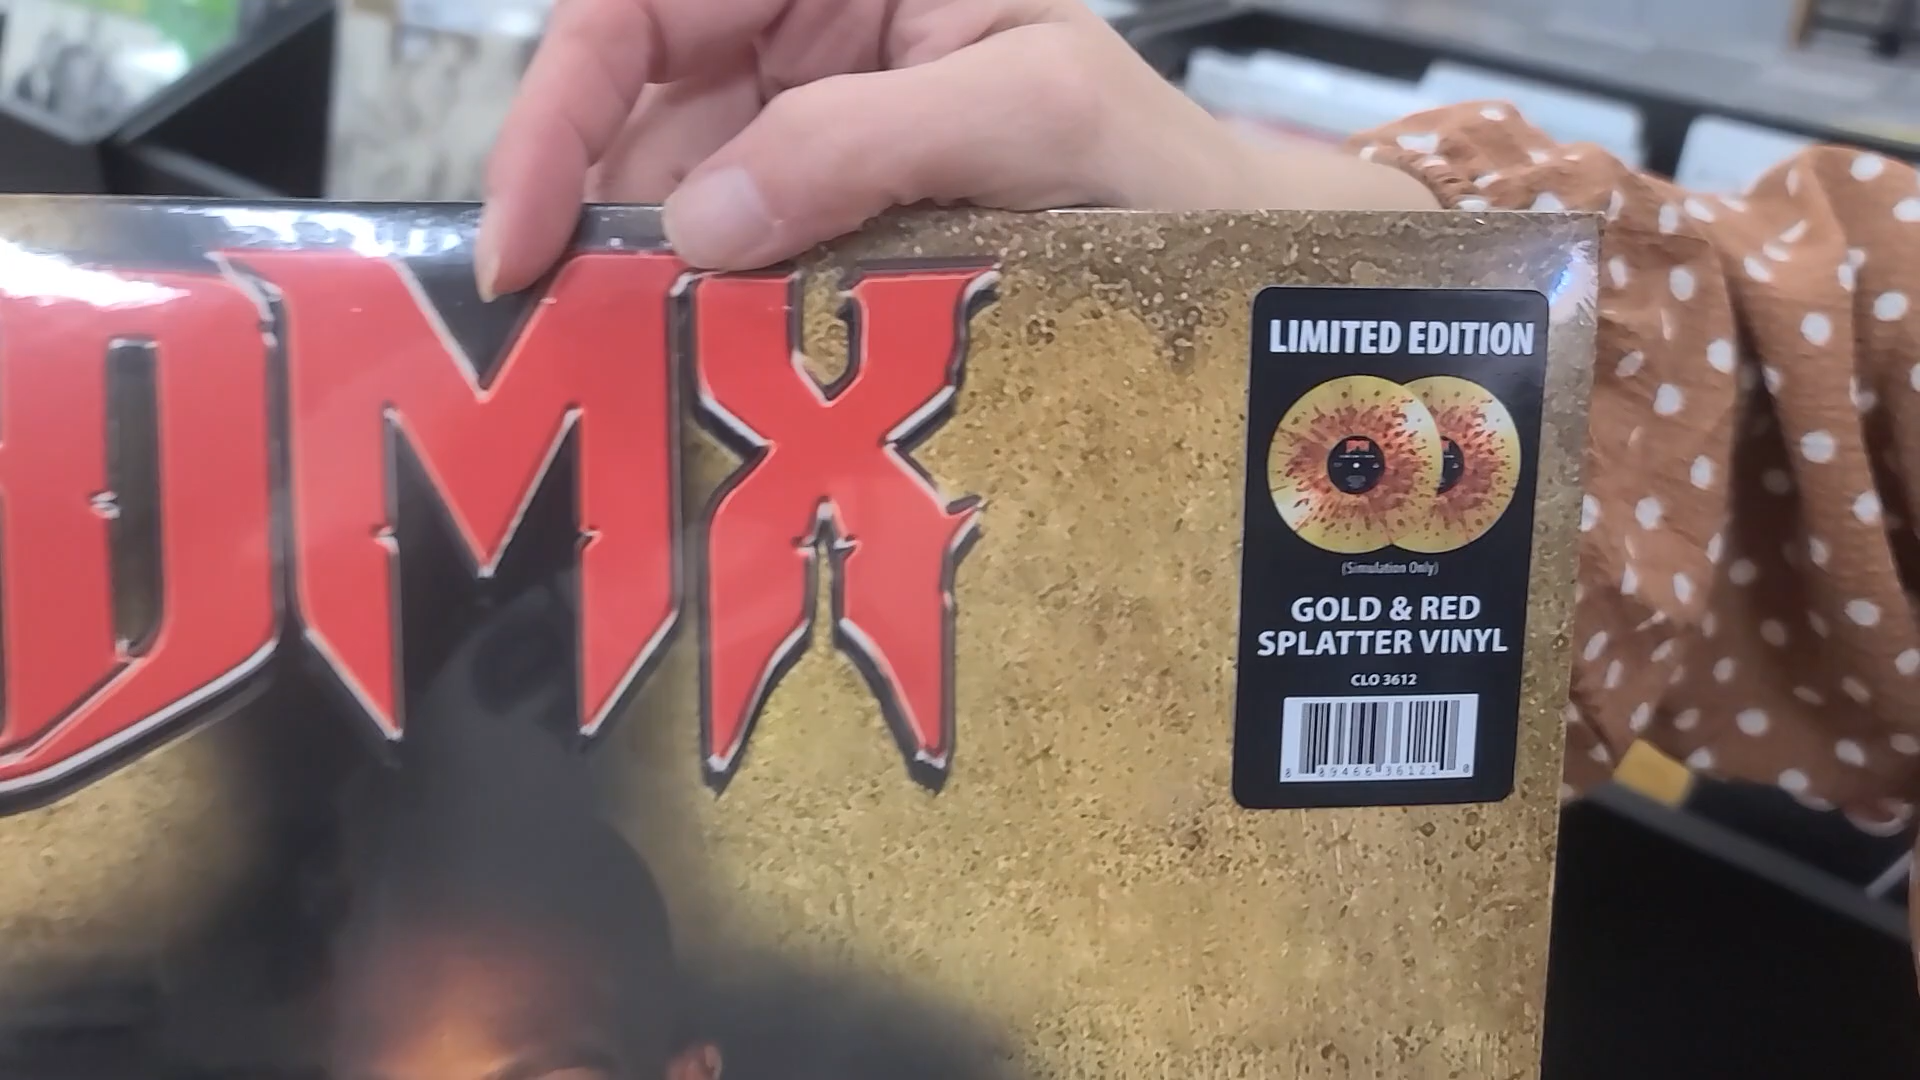 DMX
LIMITED EDITION
(Simulation Only)
GOLD & RED
SPLATTER VINYL
CLO 3612
8 89466 36121 0